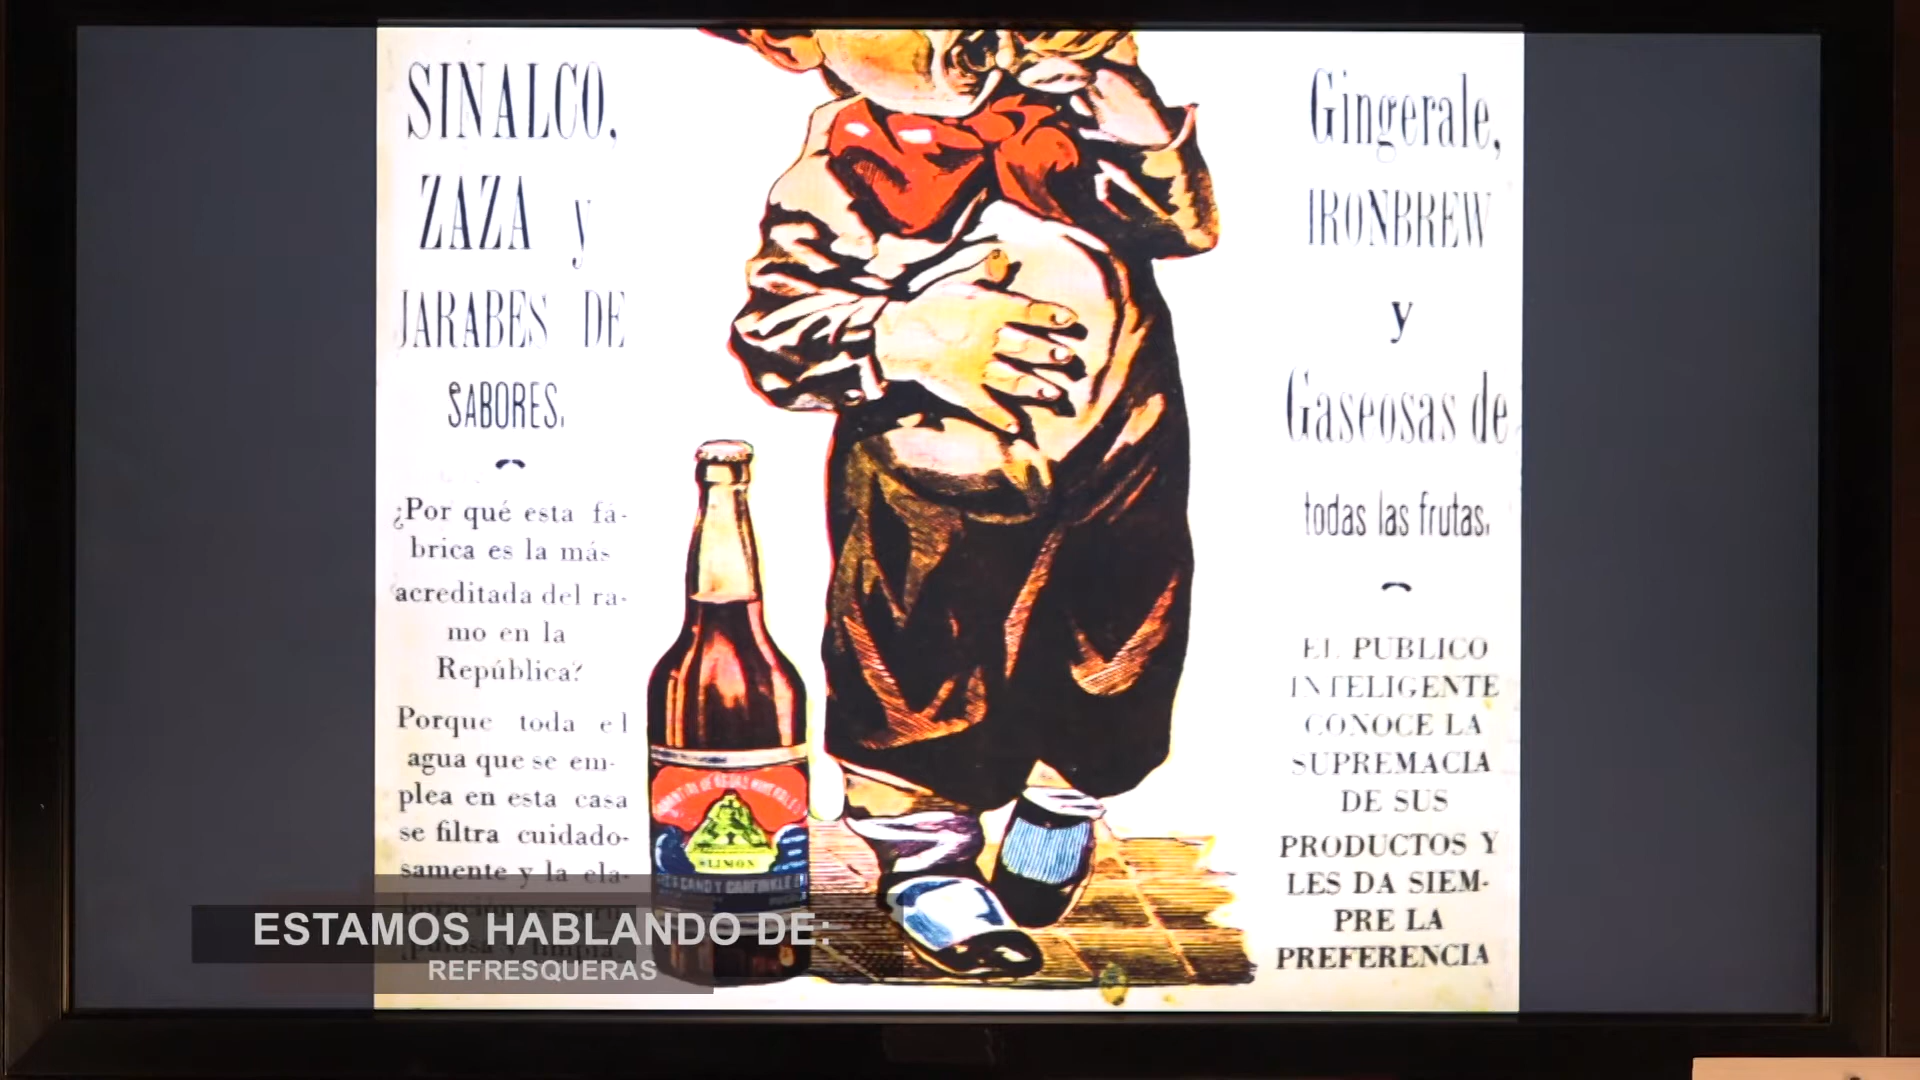 SINALCO,
ZAZA y
JARABES DE
SABORES.
¿Por qué esta fá-
brica es la más
acreditada del ra-
mo en la
República?
Porque toda el
agua que se em-
plea en esta casa
se filtra cuidado-
samente y la ela-
Gingerale,
IRONBREW
y
Gaseosas de
todas las frutas.
EL PUBLICO
INTELIGENTE
CONOCE LA
SUPREMACIA
DE SUS
PRODUCTOS Y
LES DA SIEM-
PRE LA
PREFERENCIA
LIMON
ESTAMOS HABLANDO DE:
REFRESQUERAS